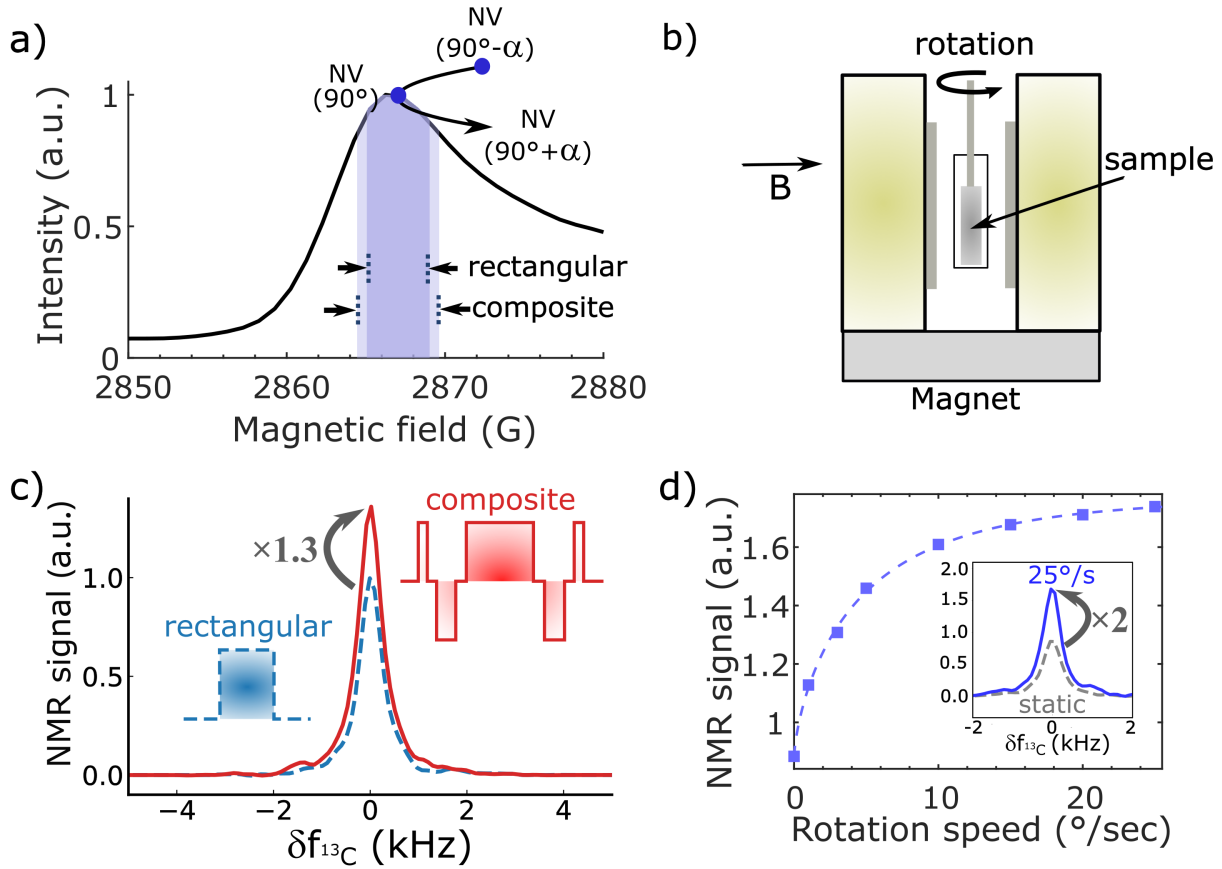 a)
NV
(90°-α)
NV
(90°)
NV
(90°+α)
1
0.5
0
Intensity (a.u.)
rectangular
composite
2850
2860
2870
2880
Magnetic field (G)
b)
rotation
B
sample
Magnet
c)
composite
×1.3
rectangular
1.0
0.5
0.0
NMR signal (a.u.)
−4
−2
0
2
4
δf¹³C (kHz)
d)
1.6
1.4
1.2
1
NMR signal (a.u.)
2.0
1.5
1.0
0.5
0.0
25°/s
×2
static
−2
0
2
δf¹³C (kHz)
0
10
20
Rotation speed (°/sec)